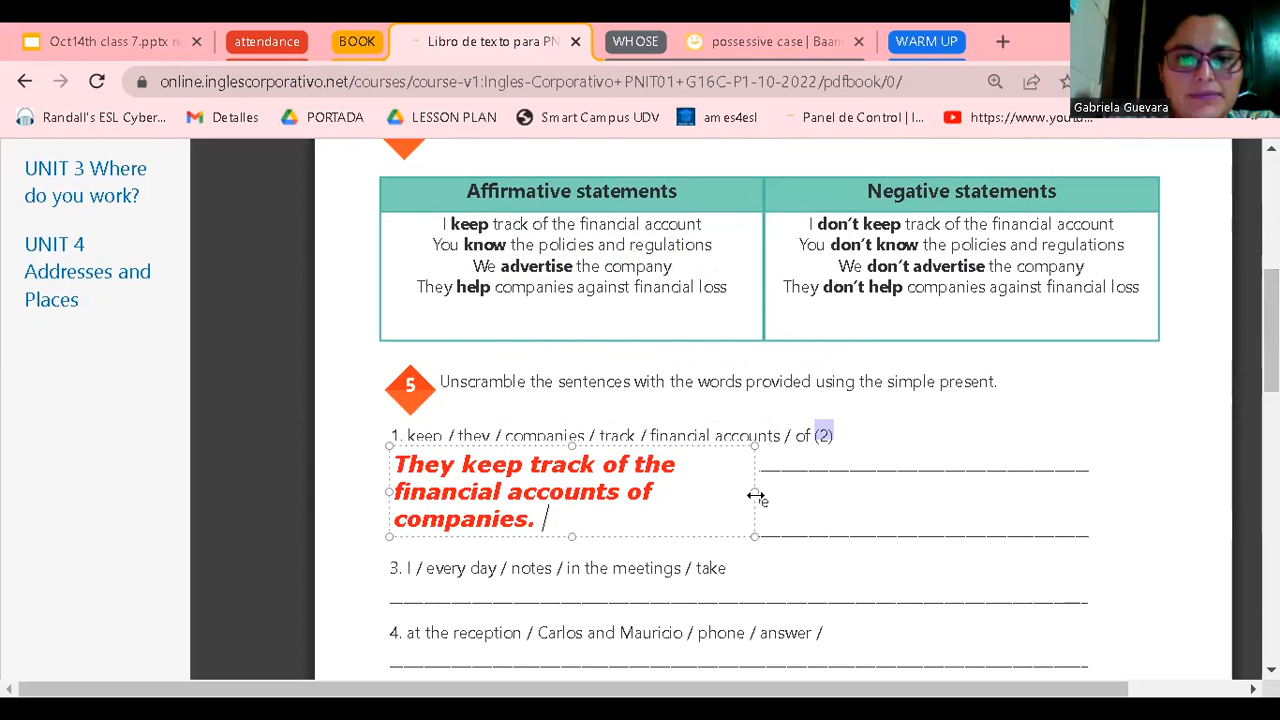 Oct14th class 7.pptx
attendance
BOOK
Libro de texto para PN
WHOSE
possessive case | Baam
WARM UP
online.inglescorporativo.net/courses/course-v1:Ingles-Corporativo+PNIT01+G16C-P1-10-2022/pdfbook/0/
Gabriela Guevara
Randall's ESL Cyber...
Detalles
PORTADA
LESSON PLAN
Smart Campus UDV
am es4esl
Panel de Control | I...
https://www.youtu...
UNIT 3 Where
do you work?
UNIT 4
Addresses and
Places
Affirmative statements
I keep track of the financial account
You know the policies and regulations
We advertise the company
They help companies against financial loss
Negative statements
I don't keep track of the financial account
You don't know the policies and regulations
We don't advertise the company
They don't help companies against financial loss
5 Unscramble the sentences with the words provided using the simple present.
1. keep / they / companies / track / financial accounts / of (2)
They keep track of the
financial accounts of
companies.
3. I / every day / notes / in the meetings / take
4. at the reception / Carlos and Mauricio / phone / answer /